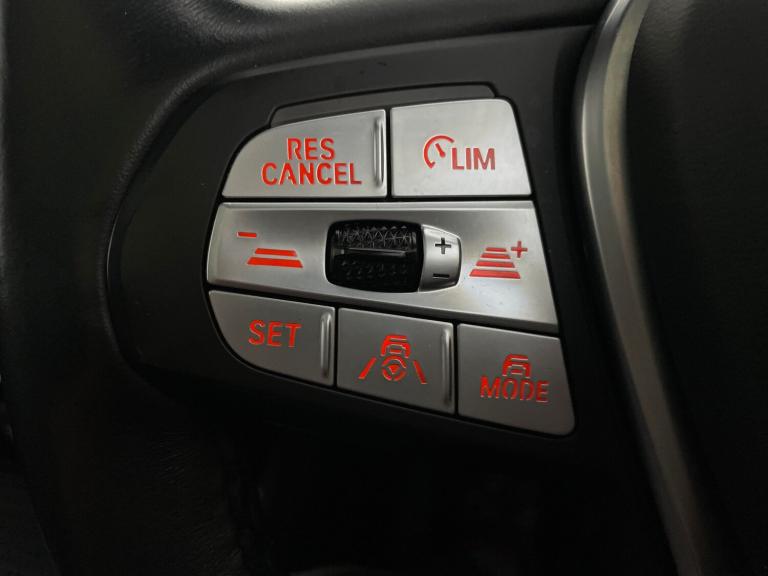 RES
CANCEL
LIM
- + +
-
SET
MODE